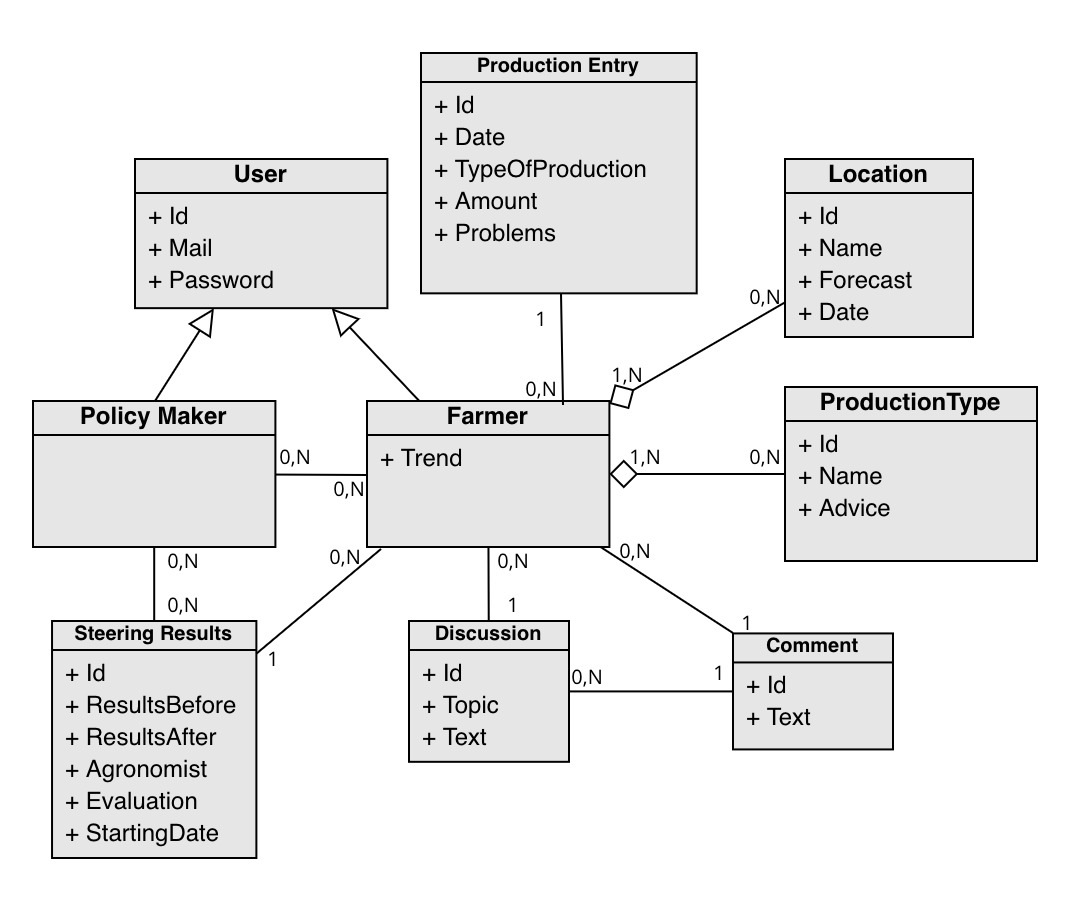 Production Entry
+ Id
+ Date
+ TypeOfProduction
+ Amount
+ Problems
User
+ Id
+ Mail
+ Password
Location
+ Id
+ Name
+ Forecast
+ Date
1
0,N
0,N
1,N
Policy Maker
Farmer
+ Trend
ProductionType
+ Id
+ Name
+ Advice
0,N
0,N
1,N
0,N
0,N
0,N
0,N
1
0,N
1
0,N
1
Steering Results
+ Id
+ ResultsBefore
+ ResultsAfter
+ Agronomist
+ Evaluation
+ StartingDate
Discussion
+ Id
+ Topic
+ Text
0,N
1
Comment
+ Id
+ Text